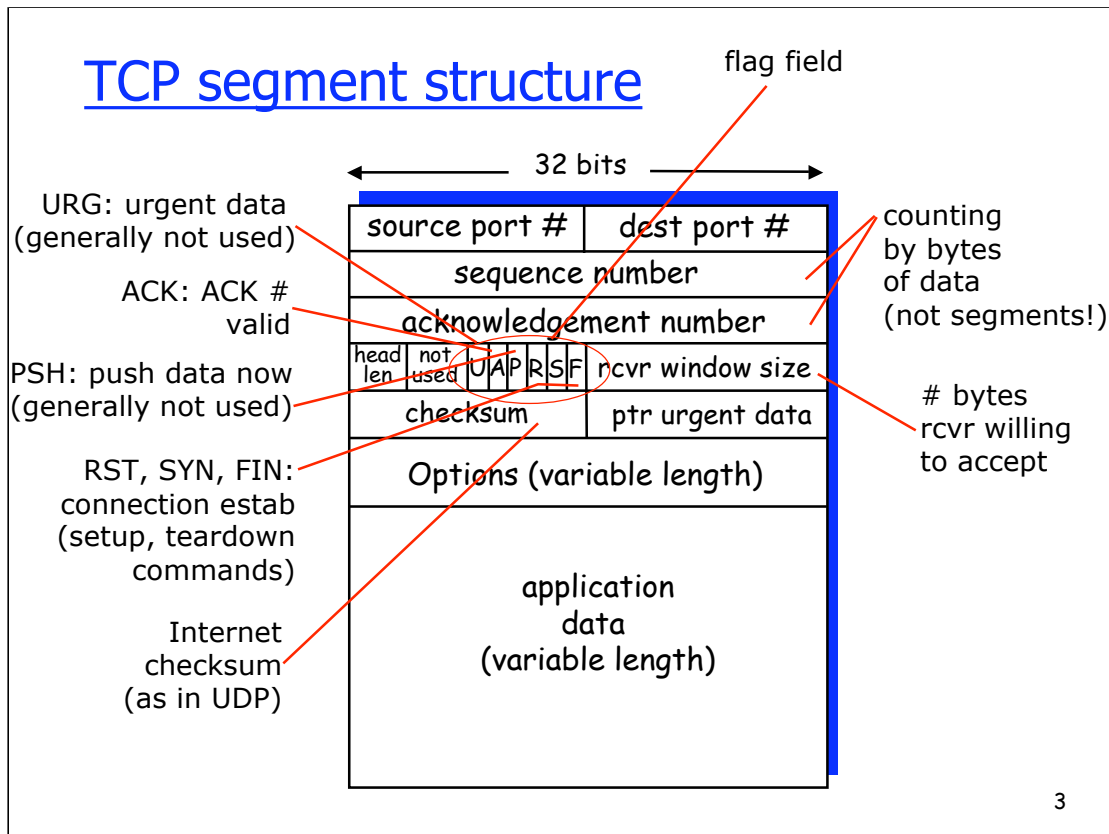 TCP segment structure
flag field
32 bits
URG: urgent data
(generally not used)
ACK: ACK #
valid
PSH: push data now
(generally not used)
RST, SYN, FIN:
connection estab
(setup, teardown
commands)
Internet
checksum
(as in UDP)
source port #
dest port #
sequence number
acknowledgement number
head
len
not
used
U
A
P
R
S
F
rcvr window size
checksum
ptr urgent data
Options (variable length)
application
data
(variable length)
counting
by bytes
of data
(not segments!)
# bytes
rcvr willing
to accept
3